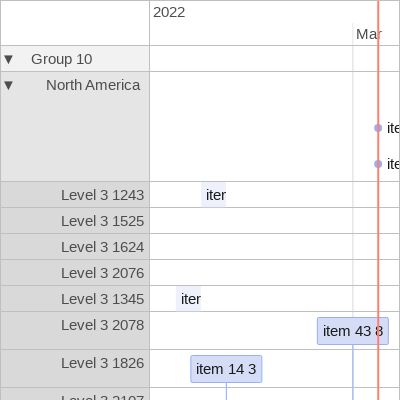 2022
Mar
▼ Group 10
▼ North America
ite
ite
Level 3 1243
iter
Level 3 1525
Level 3 1624
Level 3 2076
Level 3 1345
iter
Level 3 2078
item 43 8
Level 3 1826
item 14 3
Level 3 2107